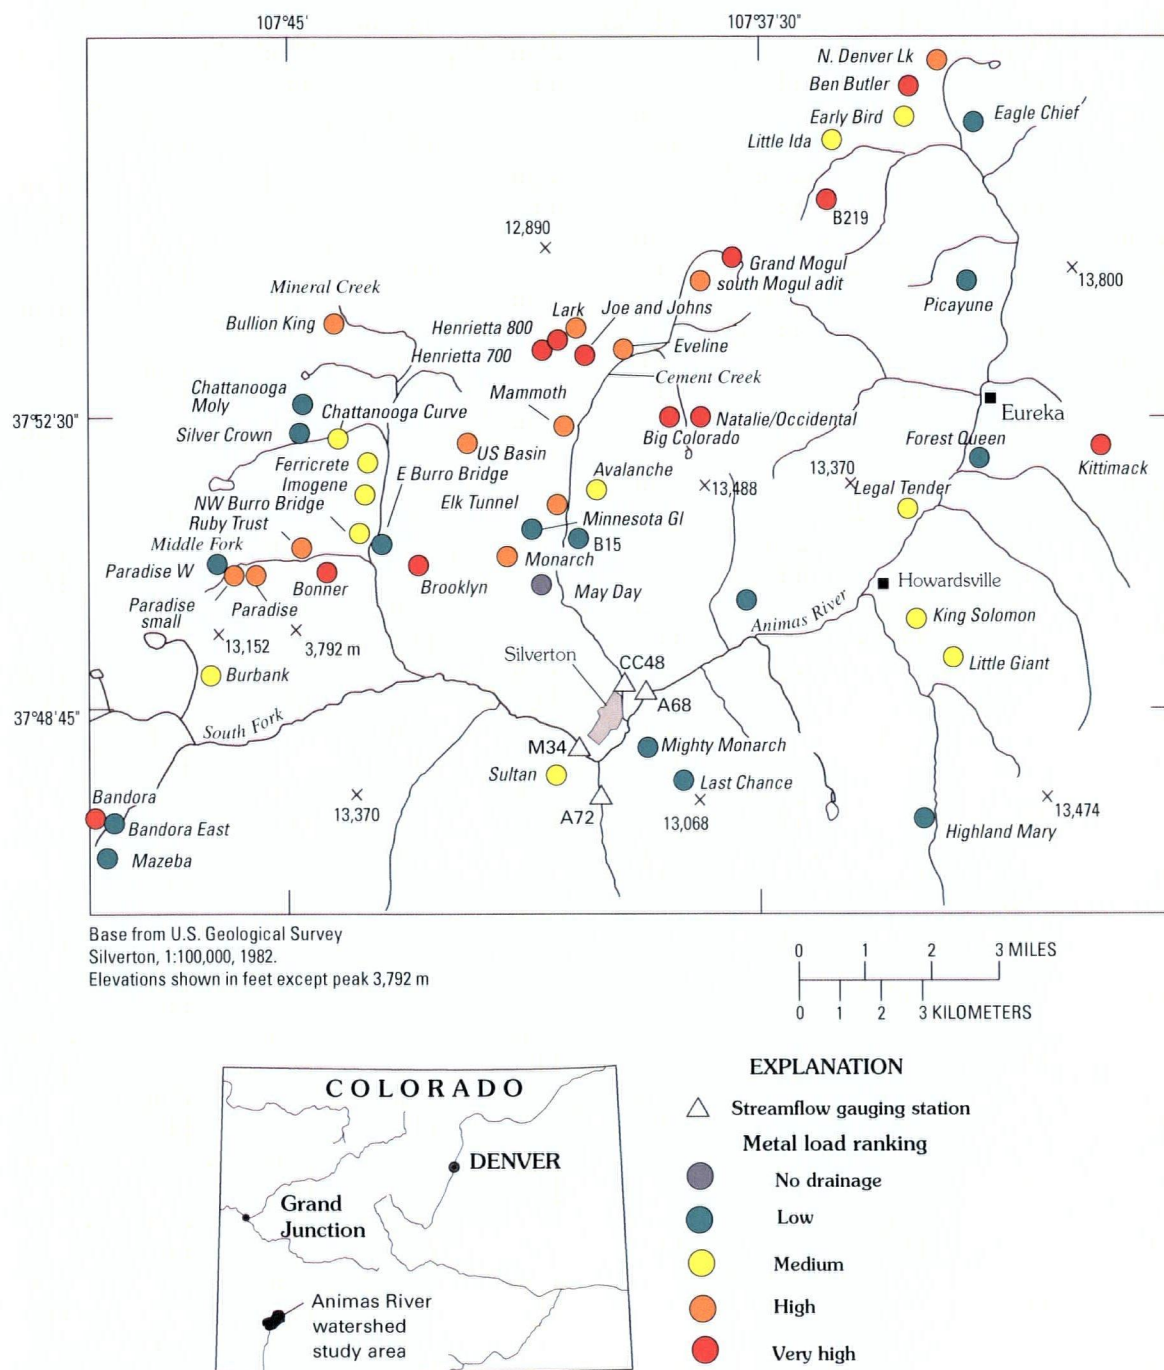 107°45'
107°37'30"
N. Denver Lk
Ben Butler
Early Bird
Eagle Chief
Little Ida
B219
12,890
Grand Mogul
13,800
south Mogul adit
Mineral Creek
Picayune
Lark
Joe and Johns
Bullion King
Henrietta 800
Eveline
Henrietta 700
Cement Creek
Chattanooga
Moly
Mammoth
Chattanooga Curve
37°52'30"
Natalie/Occidental
Eureka
Silver Crown
Big Colorado
Forest Queen
US Basin
Kittimack
Ferricrete
E Burro Bridge
Avalanche
13,370
Imogene
13,488
Legal Tender
NW Burro Bridge
Elk Tunnel
Minnesota Gl
Ruby Trust
B15
Middle Fork
Monarch
Paradise W
Bonner
Brooklyn
May Day
Howardsville
Paradise
small
Paradise
Animas River
King Solomon
13,152
3,792 m
Silverton
CC48
Little Giant
Burbank
A68
37°48'45"
South Fork
M34
Mighty Monarch
Sultan
Last Chance
Bandora
13,370
A72
13,068
13,474
Bandora East
Highland Mary
Mazeba
Base from U.S. Geological Survey
Silverton, 1:100,000, 1982.
Elevations shown in feet except peak 3,792 m
0 1 2 3 MILES
0 1 2 3 KILOMETERS
COLORADO
DENVER
Grand
Junction
Animas River
watershed
study area
EXPLANATION
Streamflow gauging station
Metal load ranking
No drainage
Low
Medium
High
Very high